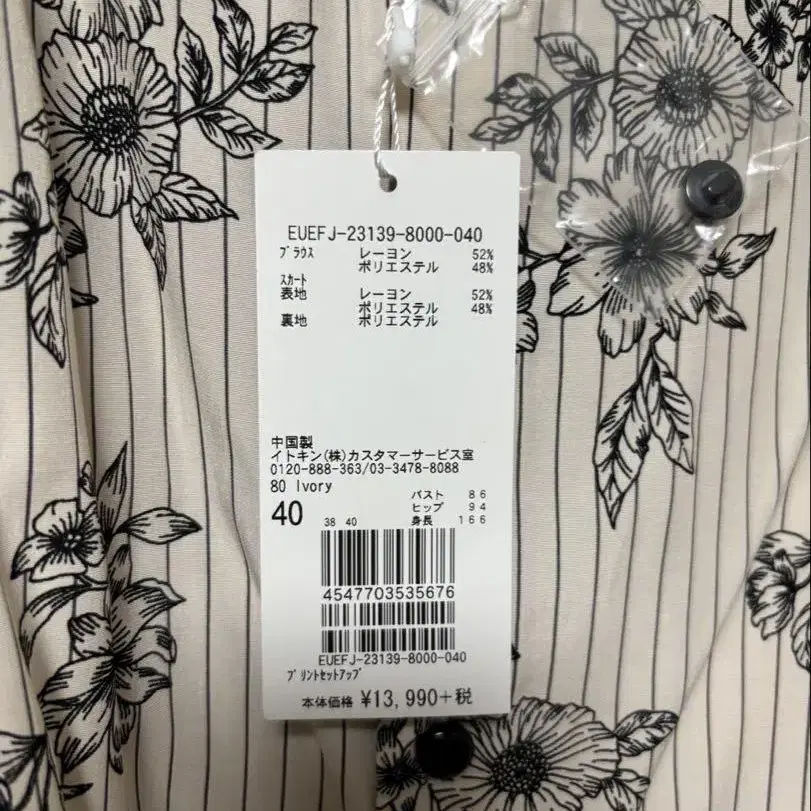 EUEFJ-23139-8000-040
ﾌﾞﾗｳｽ レーヨン 52%
ポリエステル 48%
ｽｶｰﾄ
表地 レーヨン 52%
ポリエステル 48%
裏地 ポリエステル
中国製
イトキン(株)カスタマーサービス室
0120-888-363/03-3478-8088
80 Ivory
バスト 86
ヒップ 94
40 38 40 身長 166
4547703535676
EUEFJ-23139-8000-040
ﾌﾟﾘﾝﾄｾｯﾄｱｯﾌﾟ
本体価格 ¥13,990+税